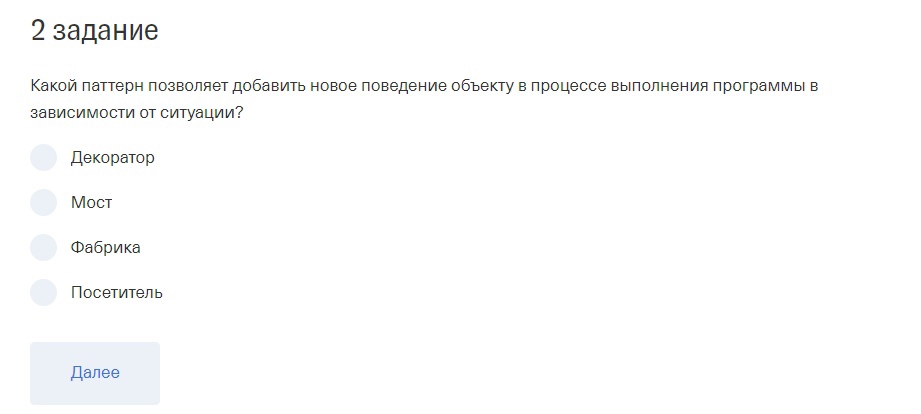 2 задание
Какой паттерн позволяет добавить новое поведение объекту в процессе выполнения программы в
зависимости от ситуации?
Декоратор
Мост
Фабрика
Посетитель
Далее